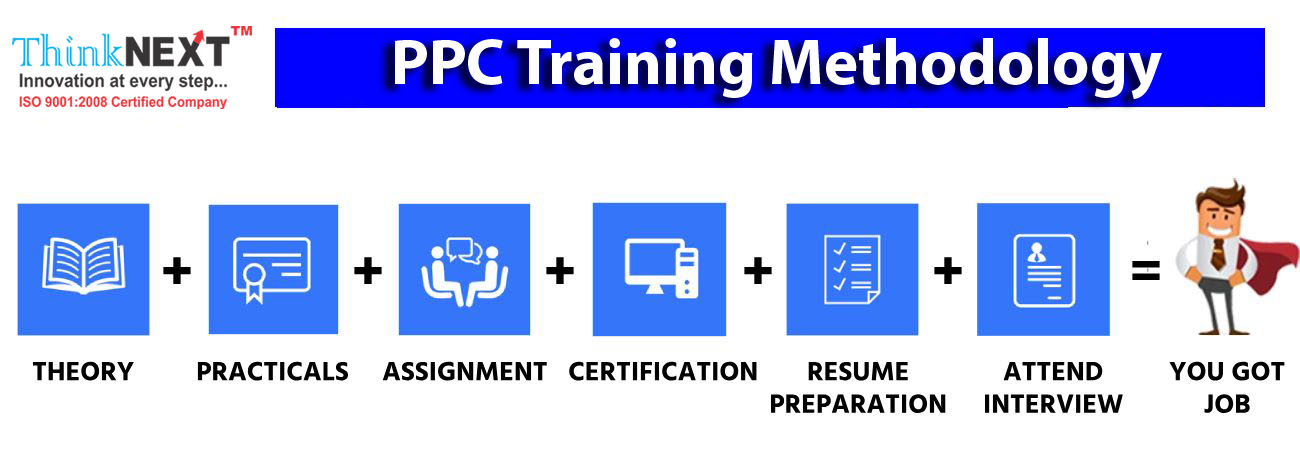 ThinkNEXT™
Innovation at every step...
ISO 9001:2008 Certified Company
PPC Training Methodology
+ + + + + =
THEORY
PRACTICALS
ASSIGNMENT
CERTIFICATION
RESUME
PREPARATION
ATTEND
INTERVIEW
YOU GOT
JOB